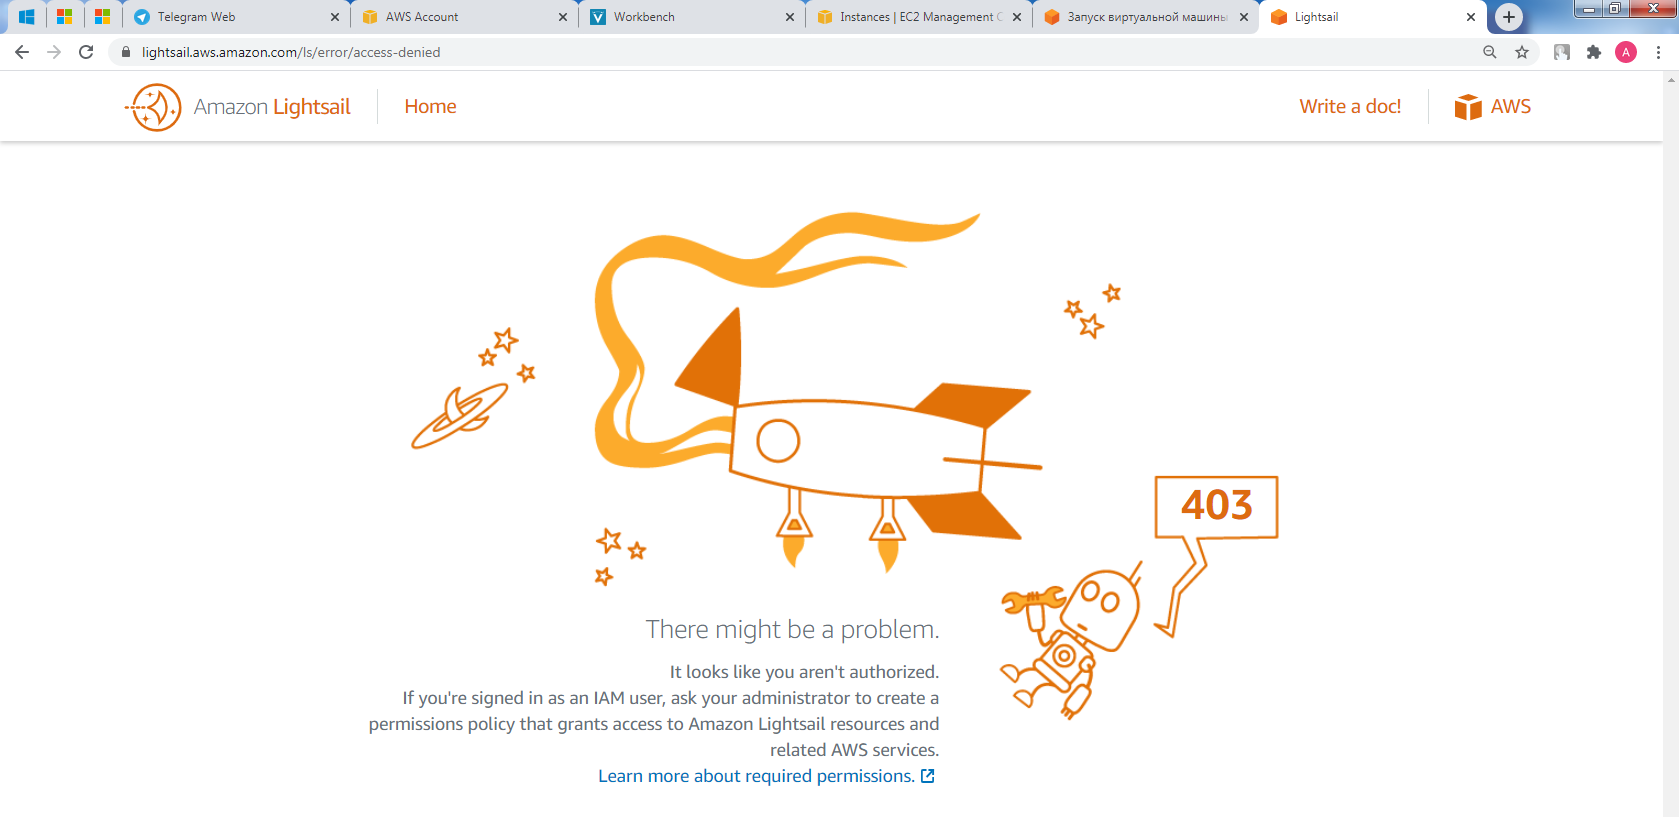 Telegram Web
AWS Account
Workbench
Instances | EC2 Management
Запуск виртуальной машины
Lightsail
lightsail.aws.amazon.com/ls/error/access-denied
A
Amazon Lightsail
Home
Write a doc!
AWS
403
There might be a problem.
It looks like you aren't authorized.
If you're signed in as an IAM user, ask your administrator to create a
permissions policy that grants access to Amazon Lightsail resources and
related AWS services.
Learn more about required permissions.